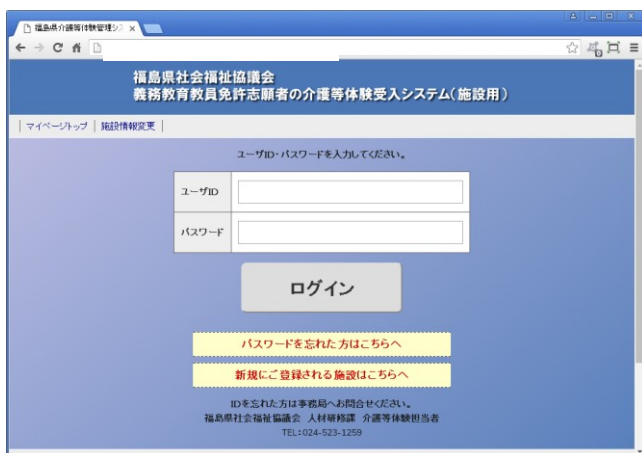 福島県介護等体験管理シス
福島県社会福祉協議会
義務教育教員免許志願者の介護等体験受入システム(施設用)
マイページトップ | 施設情報変更 |
ユーザID・パスワードを入力してください。
ユーザID
パスワード
ログイン
パスワードを忘れた方はこちらへ
新規にご登録される施設はこちらへ
IDを忘れた方は事務局へお問合せください。
福島県社会福祉協議会 人材研修課 介護等体験担当者
TEL:024-523-1259